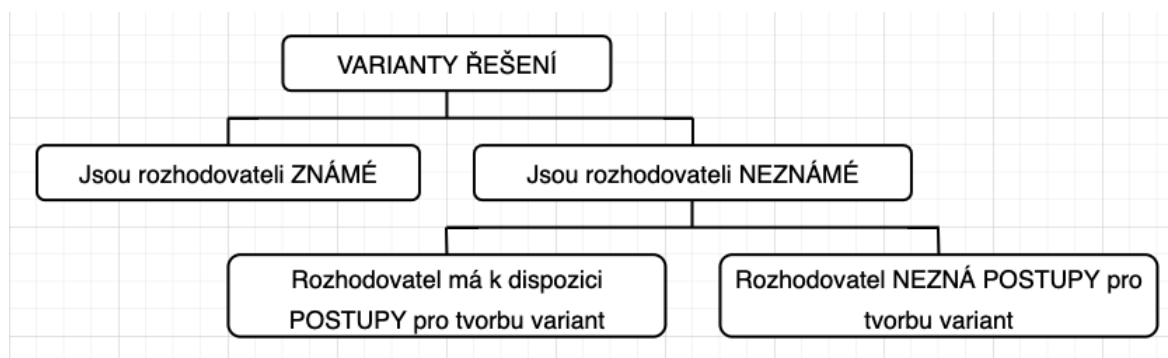 VARIANTY ŘEŠENÍ
Jsou rozhodovateli ZNÁMÉ
Jsou rozhodovateli NEZNÁMÉ
Rozhodovatel má k dispozici
POSTUPY pro tvorbu variant
Rozhodovatel NEZNÁ POSTUPY pro
tvorbu variant